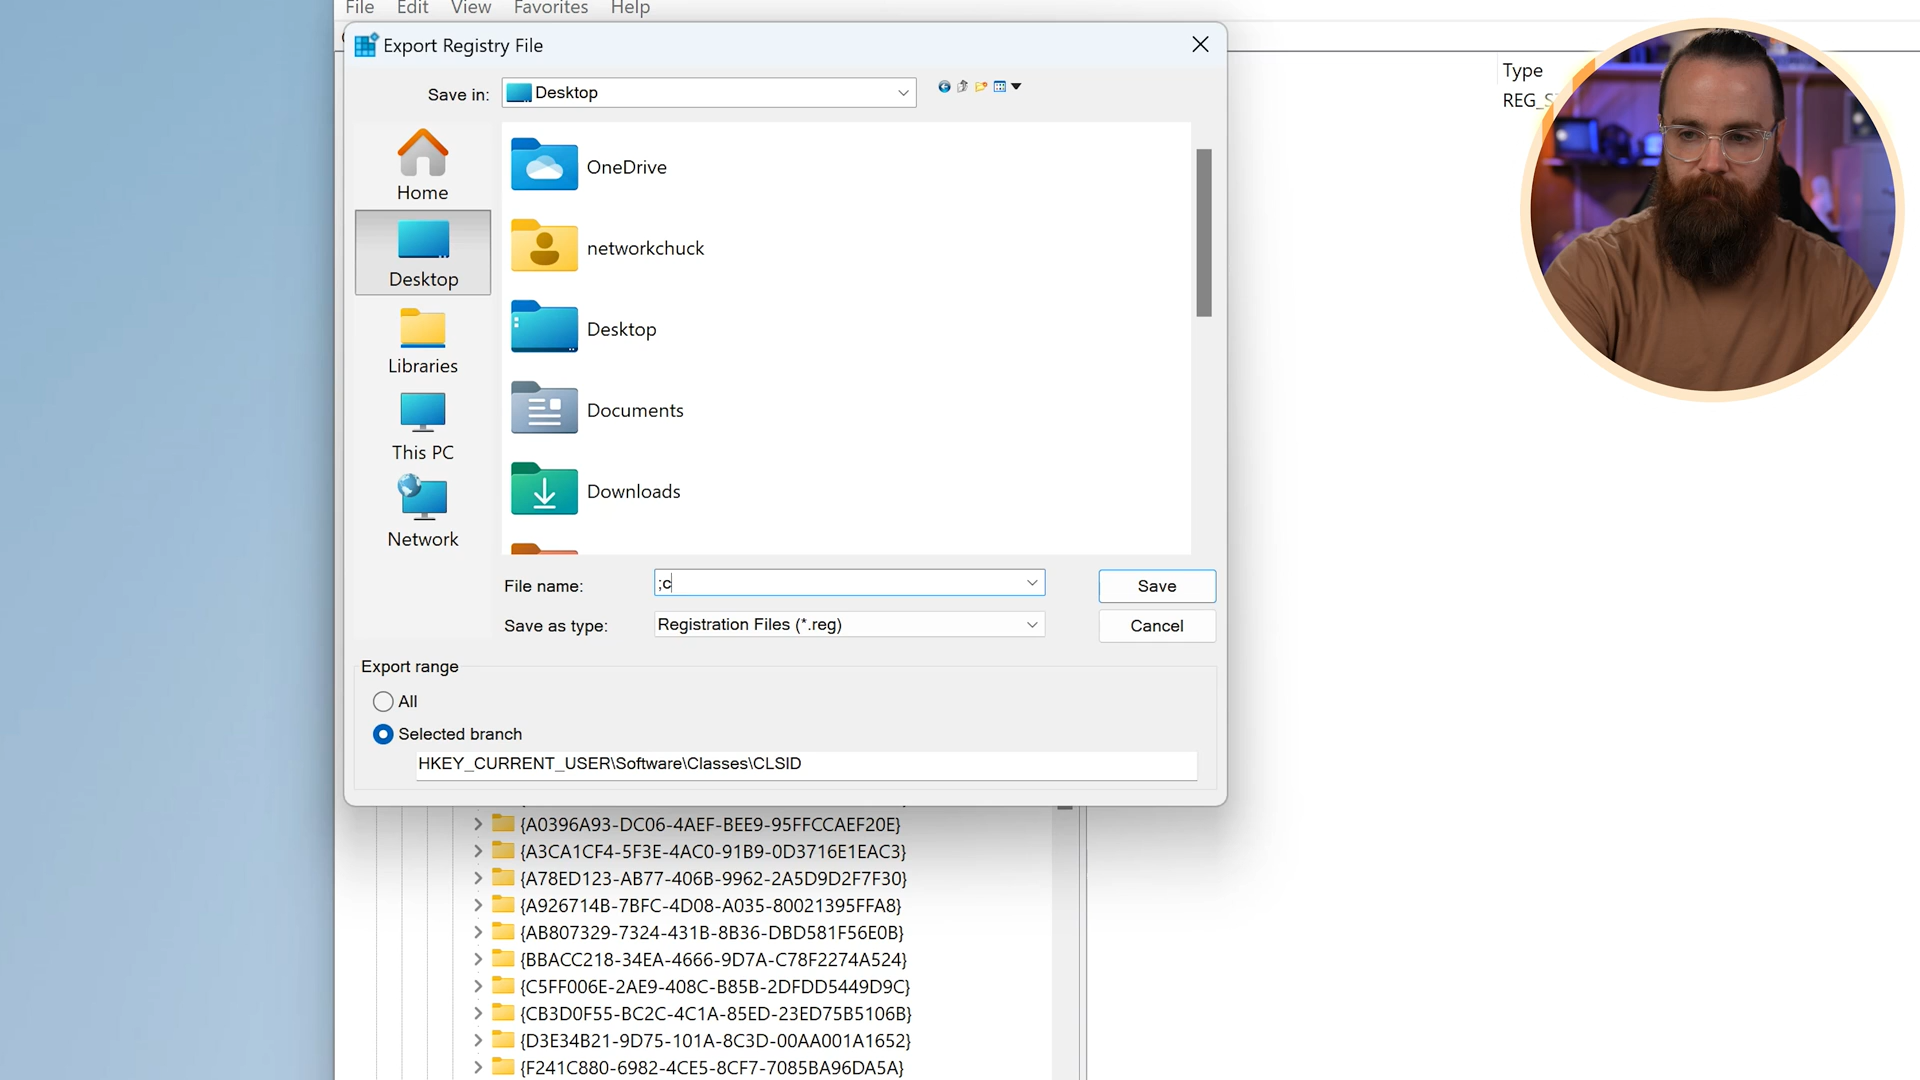 File Edit View Favorites Help
Export Registry File
Save in: Desktop
Type
REG_S
Home
Desktop
Libraries
This PC
Network
OneDrive
networkchuck
Desktop
Documents
Downloads
File name: ;c
Save
Save as type: Registration Files (*.reg)
Cancel
Export range
All
Selected branch
HKEY_CURRENT_USER\Software\Classes\CLSID
{A0396A93-DC06-4AEF-BEE9-95FFCCAEF20E}
{A3CA1CF4-5F3E-4AC0-91B9-0D3716E1EAC3}
{A78ED123-AB77-406B-9962-2A5D9D2F7F30}
{A926714B-7BFC-4D08-A035-80021395FFA8}
{AB807329-7324-431B-8B36-DBD581F56E0B}
{BBACC218-34EA-4666-9D7A-C78F2274A524}
{C5FF006E-2AE9-408C-B85B-2DFDD5449D9C}
{CB3D0F55-BC2C-4C1A-85ED-23ED75B5106B}
{D3E34B21-9D75-101A-8C3D-00AA001A1652}
{F241C880-6982-4CE5-8CF7-7085BA96DA5A}